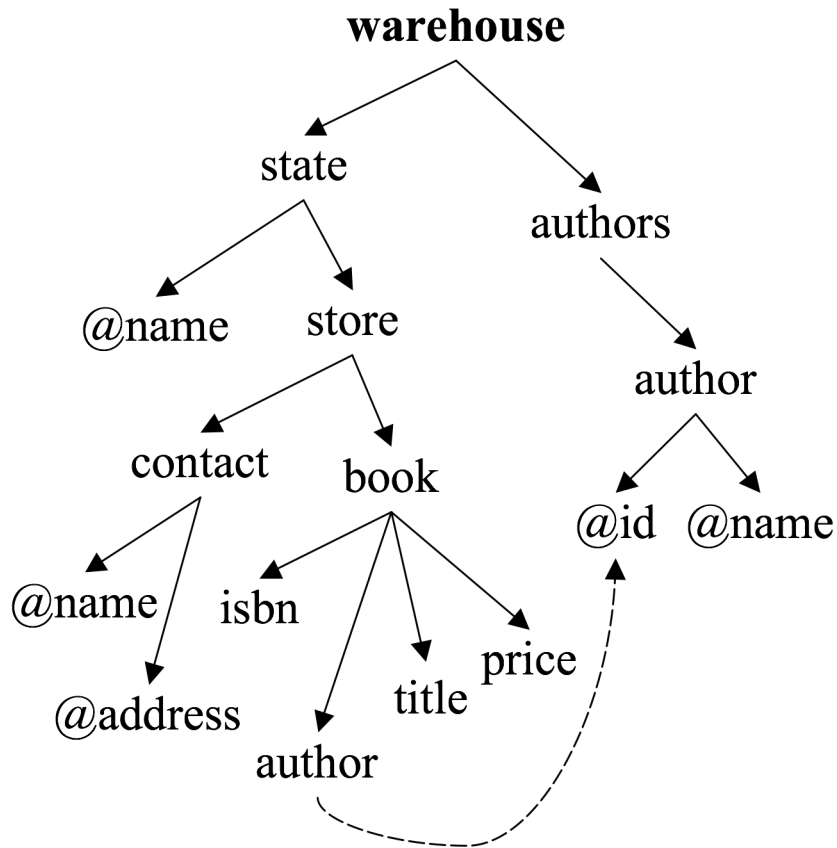 warehouse
state
authors
@name
store
author
contact
book
@id
@name
@name
isbn
price
title
@address
author